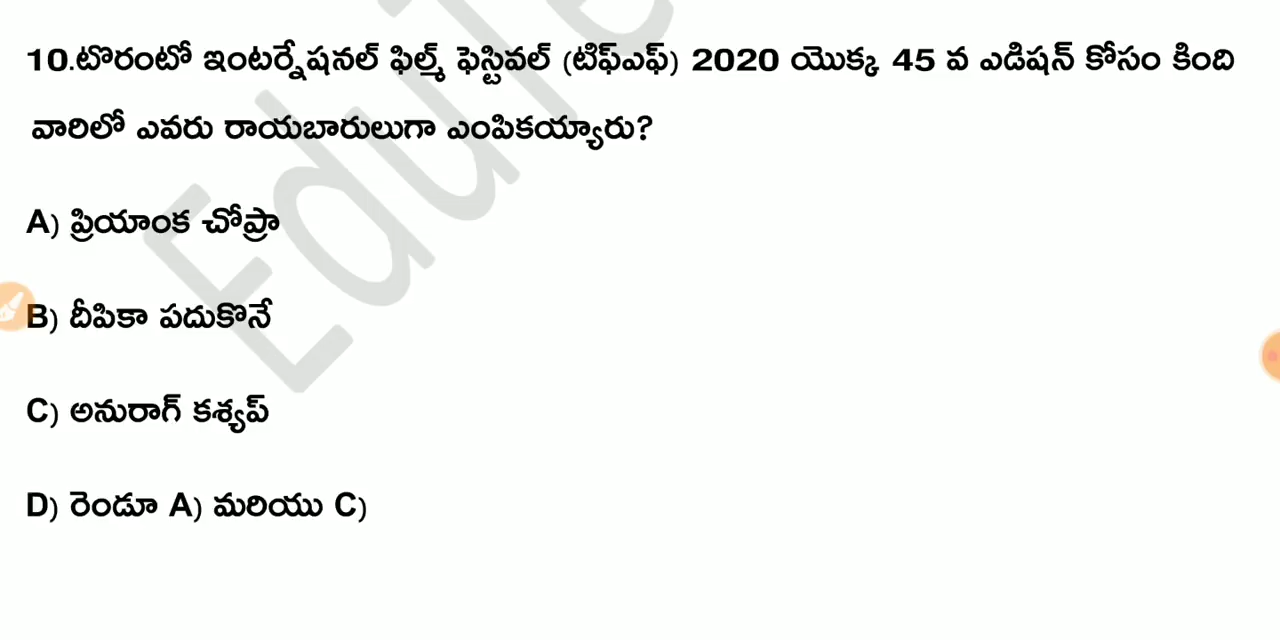 10.టొరంటో ఇంటర్నేషనల్ ఫిల్మ్ ఫెస్టివల్ (టిఫ్ఎఫ్) 2020 యొక్క 45 వ ఎడిషన్ కోసం కింది
వారిలో ఎవరు రాయబారులుగా ఎంపికయ్యారు?
A) ప్రియాంక చోప్రా
B) దీపికా పదుకొనే
C) అనురాగ్ కశ్యప్
D) రెండూ A) మరియు C)